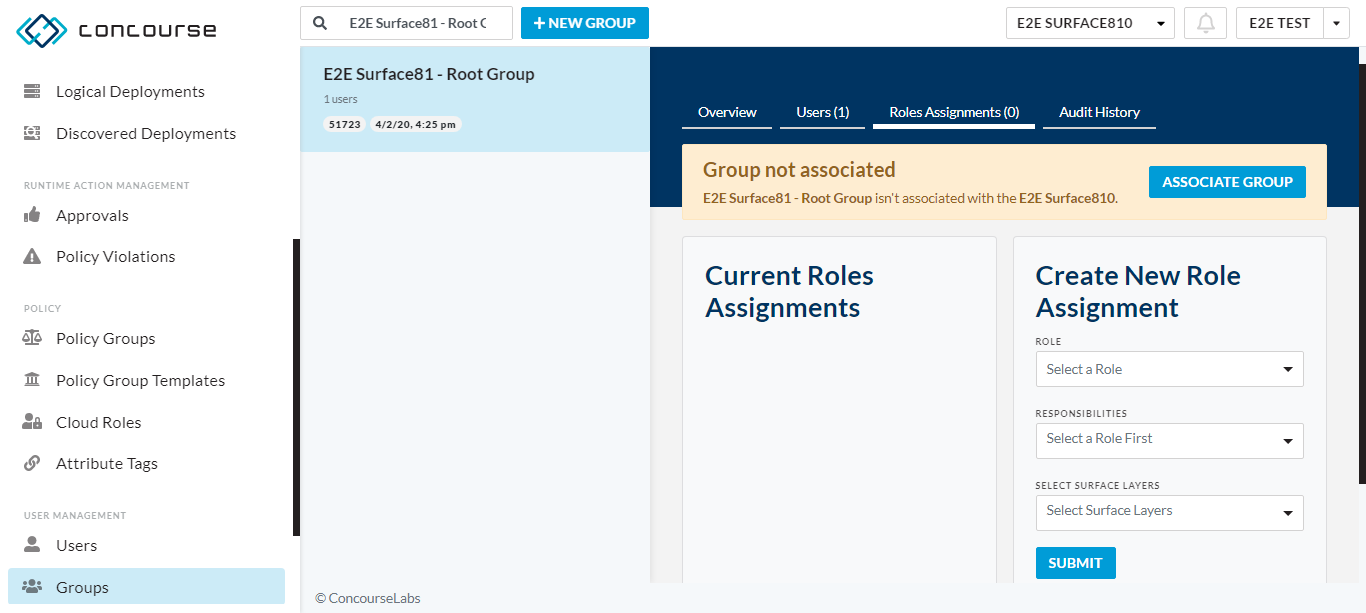 concourse
E2E Surface81 - Root G
+ NEW GROUP
E2E SURFACE810
E2E TEST
Logical Deployments
Discovered Deployments
RUNTIME ACTION MANAGEMENT
Approvals
Policy Violations
POLICY
Policy Groups
Policy Group Templates
Cloud Roles
Attribute Tags
USER MANAGEMENT
Users
Groups
E2E Surface81 - Root Group
1 users
51723 4/2/20, 4:25 pm
Overview Users (1) Roles Assignments (0) Audit History
Group not associated
E2E Surface81 - Root Group isn't associated with the E2E Surface810.
ASSOCIATE GROUP
Current Roles
Assignments
Create New Role
Assignment
ROLE
Select a Role
RESPONSIBILITIES
Select a Role First
SELECT SURFACE LAYERS
Select Surface Layers
SUBMIT
© ConcourseLabs